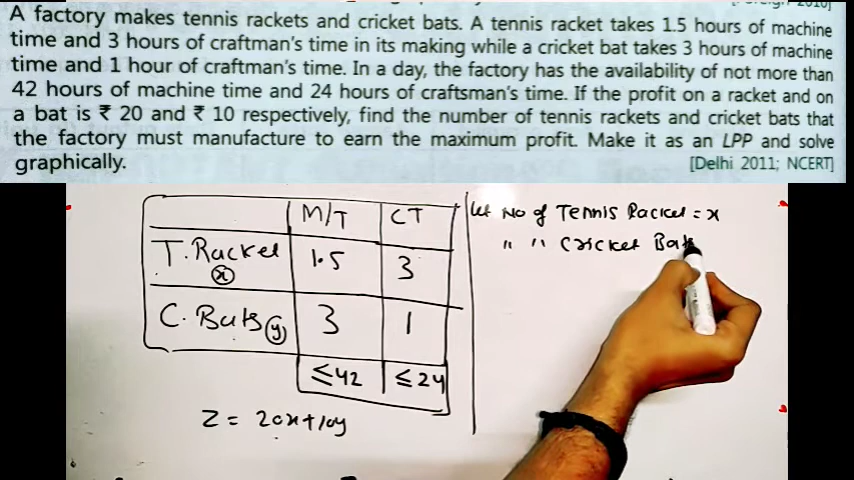 A factory makes tennis rackets and cricket bats. A tennis racket takes 1.5 hours of machine
time and 3 hours of craftman's time in its making while a cricket bat takes 3 hours of machine
time and 1 hour of craftman's time. In a day, the factory has the availability of not more than
42 hours of machine time and 24 hours of craftsman's time. If the profit on a racket and on
a bat is ₹ 20 and ₹ 10 respectively, find the number of tennis rackets and cricket bats that
the factory must manufacture to earn the maximum profit. Make it as an LPP and solve
graphically. [Delhi 2011; NCERT]
M/T CT
T. Racket (x) 1.5 3
C. Bats (y) 3 1
≤42 ≤24
Z = 20x+10y
Let No of Tennis Racket = x
" " Cricket Bats